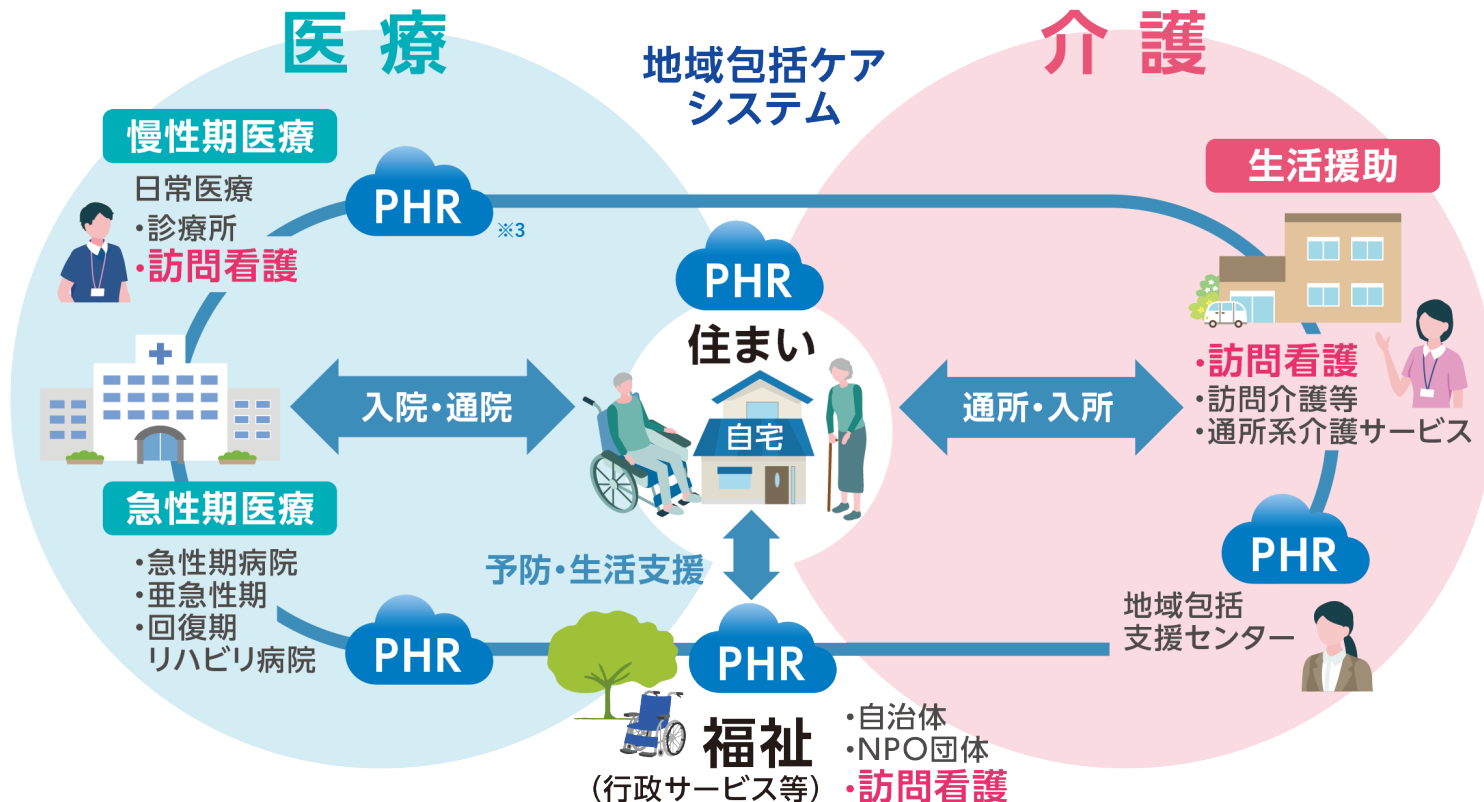 医療
地域包括ケア
システム
介護
慢性期医療
日常医療
・診療所
・訪問看護
PHR
※3
PHR
住まい
自宅
生活援助
・訪問看護
・訪問介護等
・通所系介護サービス
入院・通院
通所・入所
急性期医療
・急性期病院
・亜急性期
・回復期
リハビリ病院
予防・生活支援
PHR
PHR
PHR
地域包括
支援センター
福祉
(行政サービス等)
・自治体
・NPO団体
・訪問看護